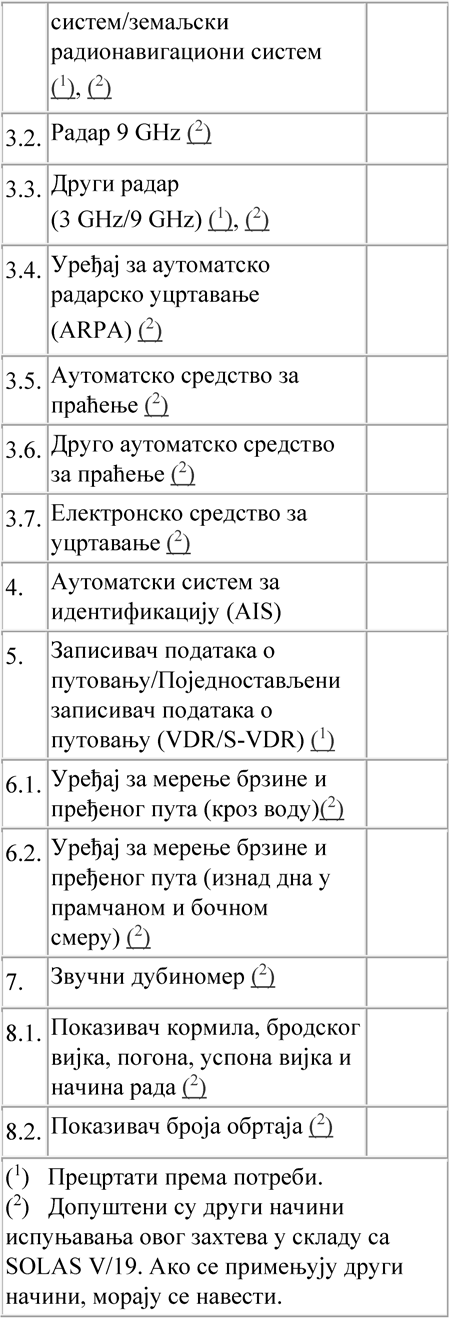 систем/земаљски
радионавигациони систем
(1), (2)
3.2. Радар 9 GHz (2)
3.3. Други радар
(3 GHz/9 GHz) (1), (2)
3.4. Уређај за аутоматско
радарско уцртавање
(ARPA) (2)
3.5. Аутоматско средство за
праћење (2)
3.6. Друго аутоматско средство
за праћење (2)
3.7. Електронско средство за
уцртавање (2)
4. Аутоматски систем за
идентификацију (AIS)
5. Записивач података о
путовању/Поједностављени
записивач података о
путовању (VDR/S-VDR) (1)
6.1. Уређај за мерење брзине и
пређеног пута (кроз воду)(2)
6.2. Уређај за мерење брзине и
пређеног пута (изнад дна у
прамчаном и бочном
смеру) (2)
7. Звучни дубиномер (2)
8.1. Показивач кормила, бродског
вијка, погона, успона вијка и
начина рада (2)
8.2. Показивач броја обртаја (2)
(1) Прецртати према потреби.
(2) Допуштени су други начини
испуњавања овог захтева у складу са
SOLAS V/19. Ако се примењују други
начини, морају се навести.